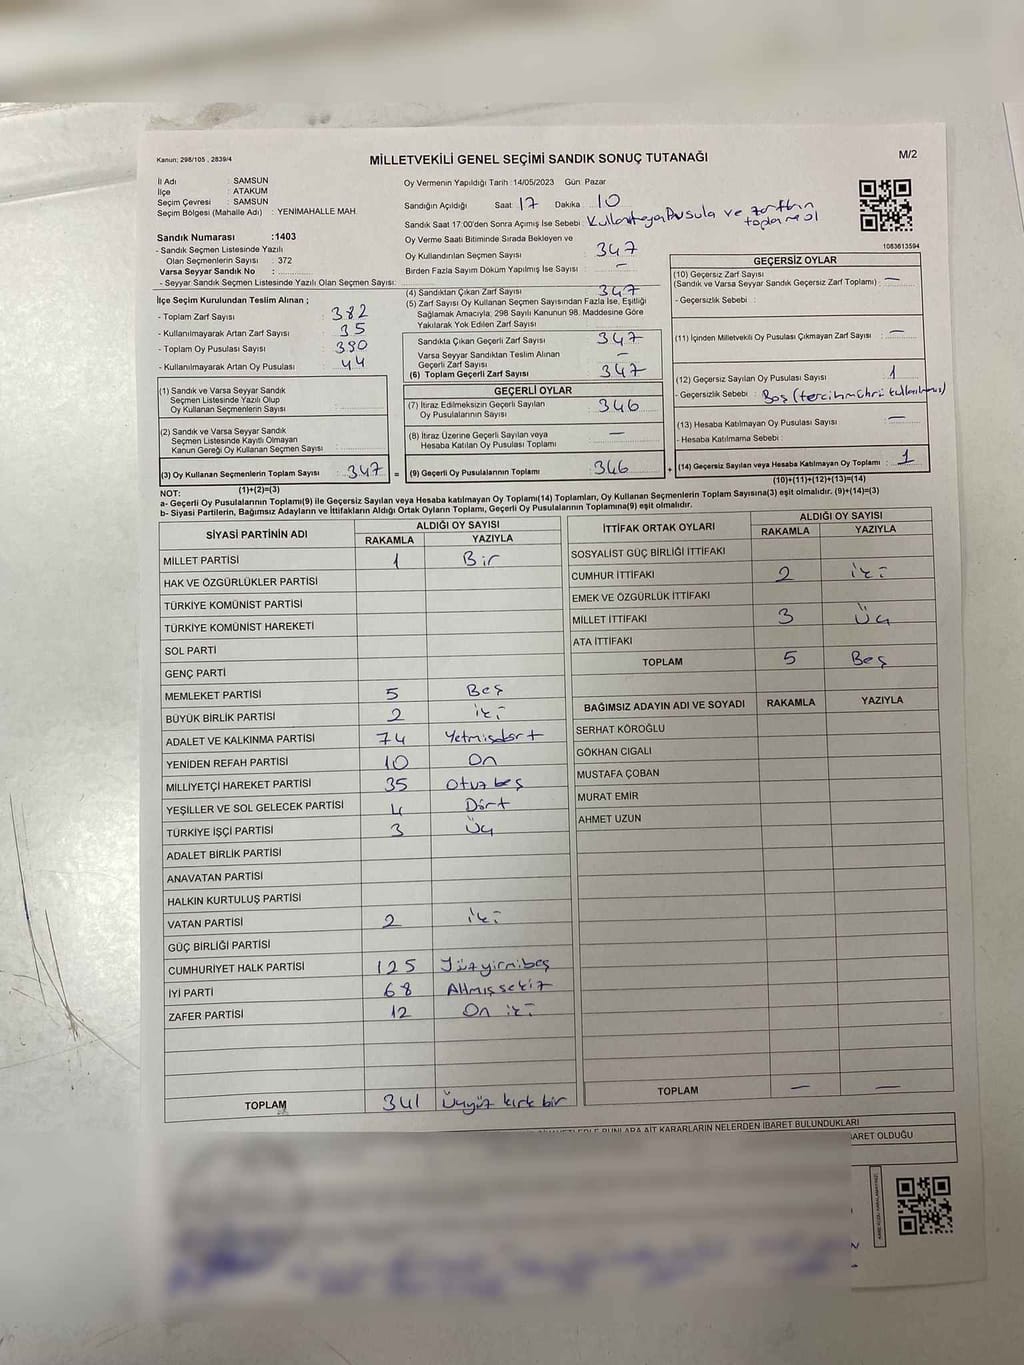 Kanun: 298/105 , 2839/4
MİLLETVEKİLİ GENEL SEÇİMİ SANDIK SONUÇ TUTANAĞI
M/2
İl Adı : SAMSUN
İlçe : ATAKUM
Seçim Çevresi : SAMSUN
Seçim Bölgesi (Mahalle Adı) : YENİMAHALLE MAH.
Oy Vermenin Yapıldığı Tarih :14/05/2023 Gün :Pazar
Sandığın Açıldığı Saat: 17 Dakika : 10
Sandık Saat 17:00'den Sonra Açımış İse Sebebi : Pusula ve zarfların
Sandık Numarası :1403
- Sandık Seçmen Listesinde Yazılı
Olan Seçmenlerin Sayısı : 372
Varsa Seyyar Sandık No :
- Seyyar Sandık Seçmen Listesinde Yazılı Olan Seçmen Sayısı:
Oy Verme Saati Bitiminde Sırada Bekleyen ve
Oy Kullandırılan Seçmen Sayısı : 347
Birden Fazla Sayım Döküm Yapılmış İse Sayısı : –
1083613594
İlçe Seçim Kurulundan Teslim Alınan ;
- Toplam Zarf Sayısı : 382
- Kullanılmayarak Artan Zarf Sayısı : 35
- Toplam Oy Pusulası Sayısı : 390
- Kullanılmayarak Artan Oy Pusulası : 44
(4) Sandıktan Çıkan Zarf Sayısı : 347
(5) Zarf Sayısı Oy Kullanan Seçmen Sayısından Fazla İse, Eşitliği
Sağlamak Amacıyla; 298 Sayılı Kanunun 98. Maddesine Göre
Yakılarak Yok Edilen Zarf Sayısı :
Sandıkla Çıkan Geçerli Zarf Sayısı : 347
Varsa Seyyar Sandıktan Teslim Alınan
Geçerli Zarf Sayısı : –
(6) Toplam Geçerli Zarf Sayısı : 347
GEÇERSİZ OYLAR
(10) Geçersiz Zarf Sayısı
(Sandık ve Varsa Seyyar Sandık Geçersiz Zarf Toplamı) : –
- Geçersizlik Sebebi :
(11) İçinden Milletvekili Oy Pusulası Çıkmayan Zarf Sayısı : –
(12) Geçersiz Sayılan Oy Pusulası Sayısı : 1
- Geçersizlik Sebebi : Boş (tercih mührü kullanılmamış)
(13) Hesaba Katılmayan Oy Pusulası Sayısı : –
- Hesaba Katılmama Sebebi :
(14) Geçersiz Sayılan veya Hesaba Katılmayan Oy Toplamı : 1
(10)+(11)+(12)+(13)=(14)
(1) Sandık ve Varsa Seyyar Sandık
Seçmen Listesinde Yazılı Olup
Oy Kullanan Seçmenlerin Sayısı :
(2) Sandık ve Varsa Seyyar Sandık
Seçmen Listesinde Kayıtlı Olmayan
Kanun Gereği Oy Kullanan Seçmen Sayısı :
(3) Oy Kullanan Seçmenlerin Toplam Sayısı : 347 =
(1)+(2)=(3)
GEÇERLİ OYLAR
(7) İtiraz Edilmeksizin Geçerli Sayılan
Oy Pusulalarının Sayısı : 346
(8) İtiraz Üzerine Geçerli Sayılan veya
Hesaba Katılan Oy Pusulası Toplamı : –
(9) Geçerli Oy Pusulalarının Toplamı : 346 +
NOT:
a- Geçerli Oy Pusulalarının Toplamı(9) ile Geçersiz Sayılan veya Hesaba katılmayan Oy Toplamı(14) Toplamları, Oy Kullanan Seçmenlerin Toplam Sayısına(3) eşit olmalıdır. (9)+(14)=(3)
b- Siyasi Partilerin, Bağımsız Adayların ve İttifakların Aldığı Ortak Oyların Toplamı, Geçerli Oy Pusulalarının Toplamına(9) eşit olmalıdır.
SİYASİ PARTİNİN ADI ALDIĞI OY SAYISI
RAKAMLA YAZIYLA
MİLLET PARTİSİ 1 Bir
HAK VE ÖZGÜRLÜKLER PARTİSİ
TÜRKİYE KOMÜNİST PARTİSİ
TÜRKİYE KOMÜNİST HAREKETİ
SOL PARTİ
GENÇ PARTİ
MEMLEKET PARTİSİ 5 Beş
BÜYÜK BİRLİK PARTİSİ 2 iki
ADALET VE KALKINMA PARTİSİ 74 Yetmişdört
YENİDEN REFAH PARTİSİ 10 On
MİLLİYETÇİ HAREKET PARTİSİ 35 Otuz beş
YEŞİLLER VE SOL GELECEK PARTİSİ 4 Dört
TÜRKİYE İŞÇİ PARTİSİ 3 Üç
ADALET BİRLİK PARTİSİ
ANAVATAN PARTİSİ
HALKIN KURTULUŞ PARTİSİ
VATAN PARTİSİ 2 iki
GÜÇ BİRLİĞİ PARTİSİ
CUMHURİYET HALK PARTİSİ 125 Yüzyirmibeş
İYİ PARTİ 68 Altmışsekiz
ZAFER PARTİSİ 12 On iki
TOPLAM 341 Üçyüz kırk bir
İTTİFAK ORTAK OYLARI ALDIĞI OY SAYISI
RAKAMLA YAZIYLA
SOSYALİST GÜÇ BİRLİĞİ İTTİFAKI
CUMHUR İTTİFAKI 2 iki
EMEK VE ÖZGÜRLÜK İTTİFAKI
MİLLET İTTİFAKI 3 Üç
ATA İTTİFAKI
TOPLAM 5 Beş
BAĞIMSIZ ADAYIN ADI VE SOYADI RAKAMLA YAZIYLA
SERHAT KÖROĞLU
GÖKHAN CIGALI
MUSTAFA ÇOBAN
MURAT EMİR
AHMET UZUN
TOPLAM – –
BUNLARA AİT KARARLARIN NELERDEN İBARET BULUNDUKLARI
BARET OLDUĞU